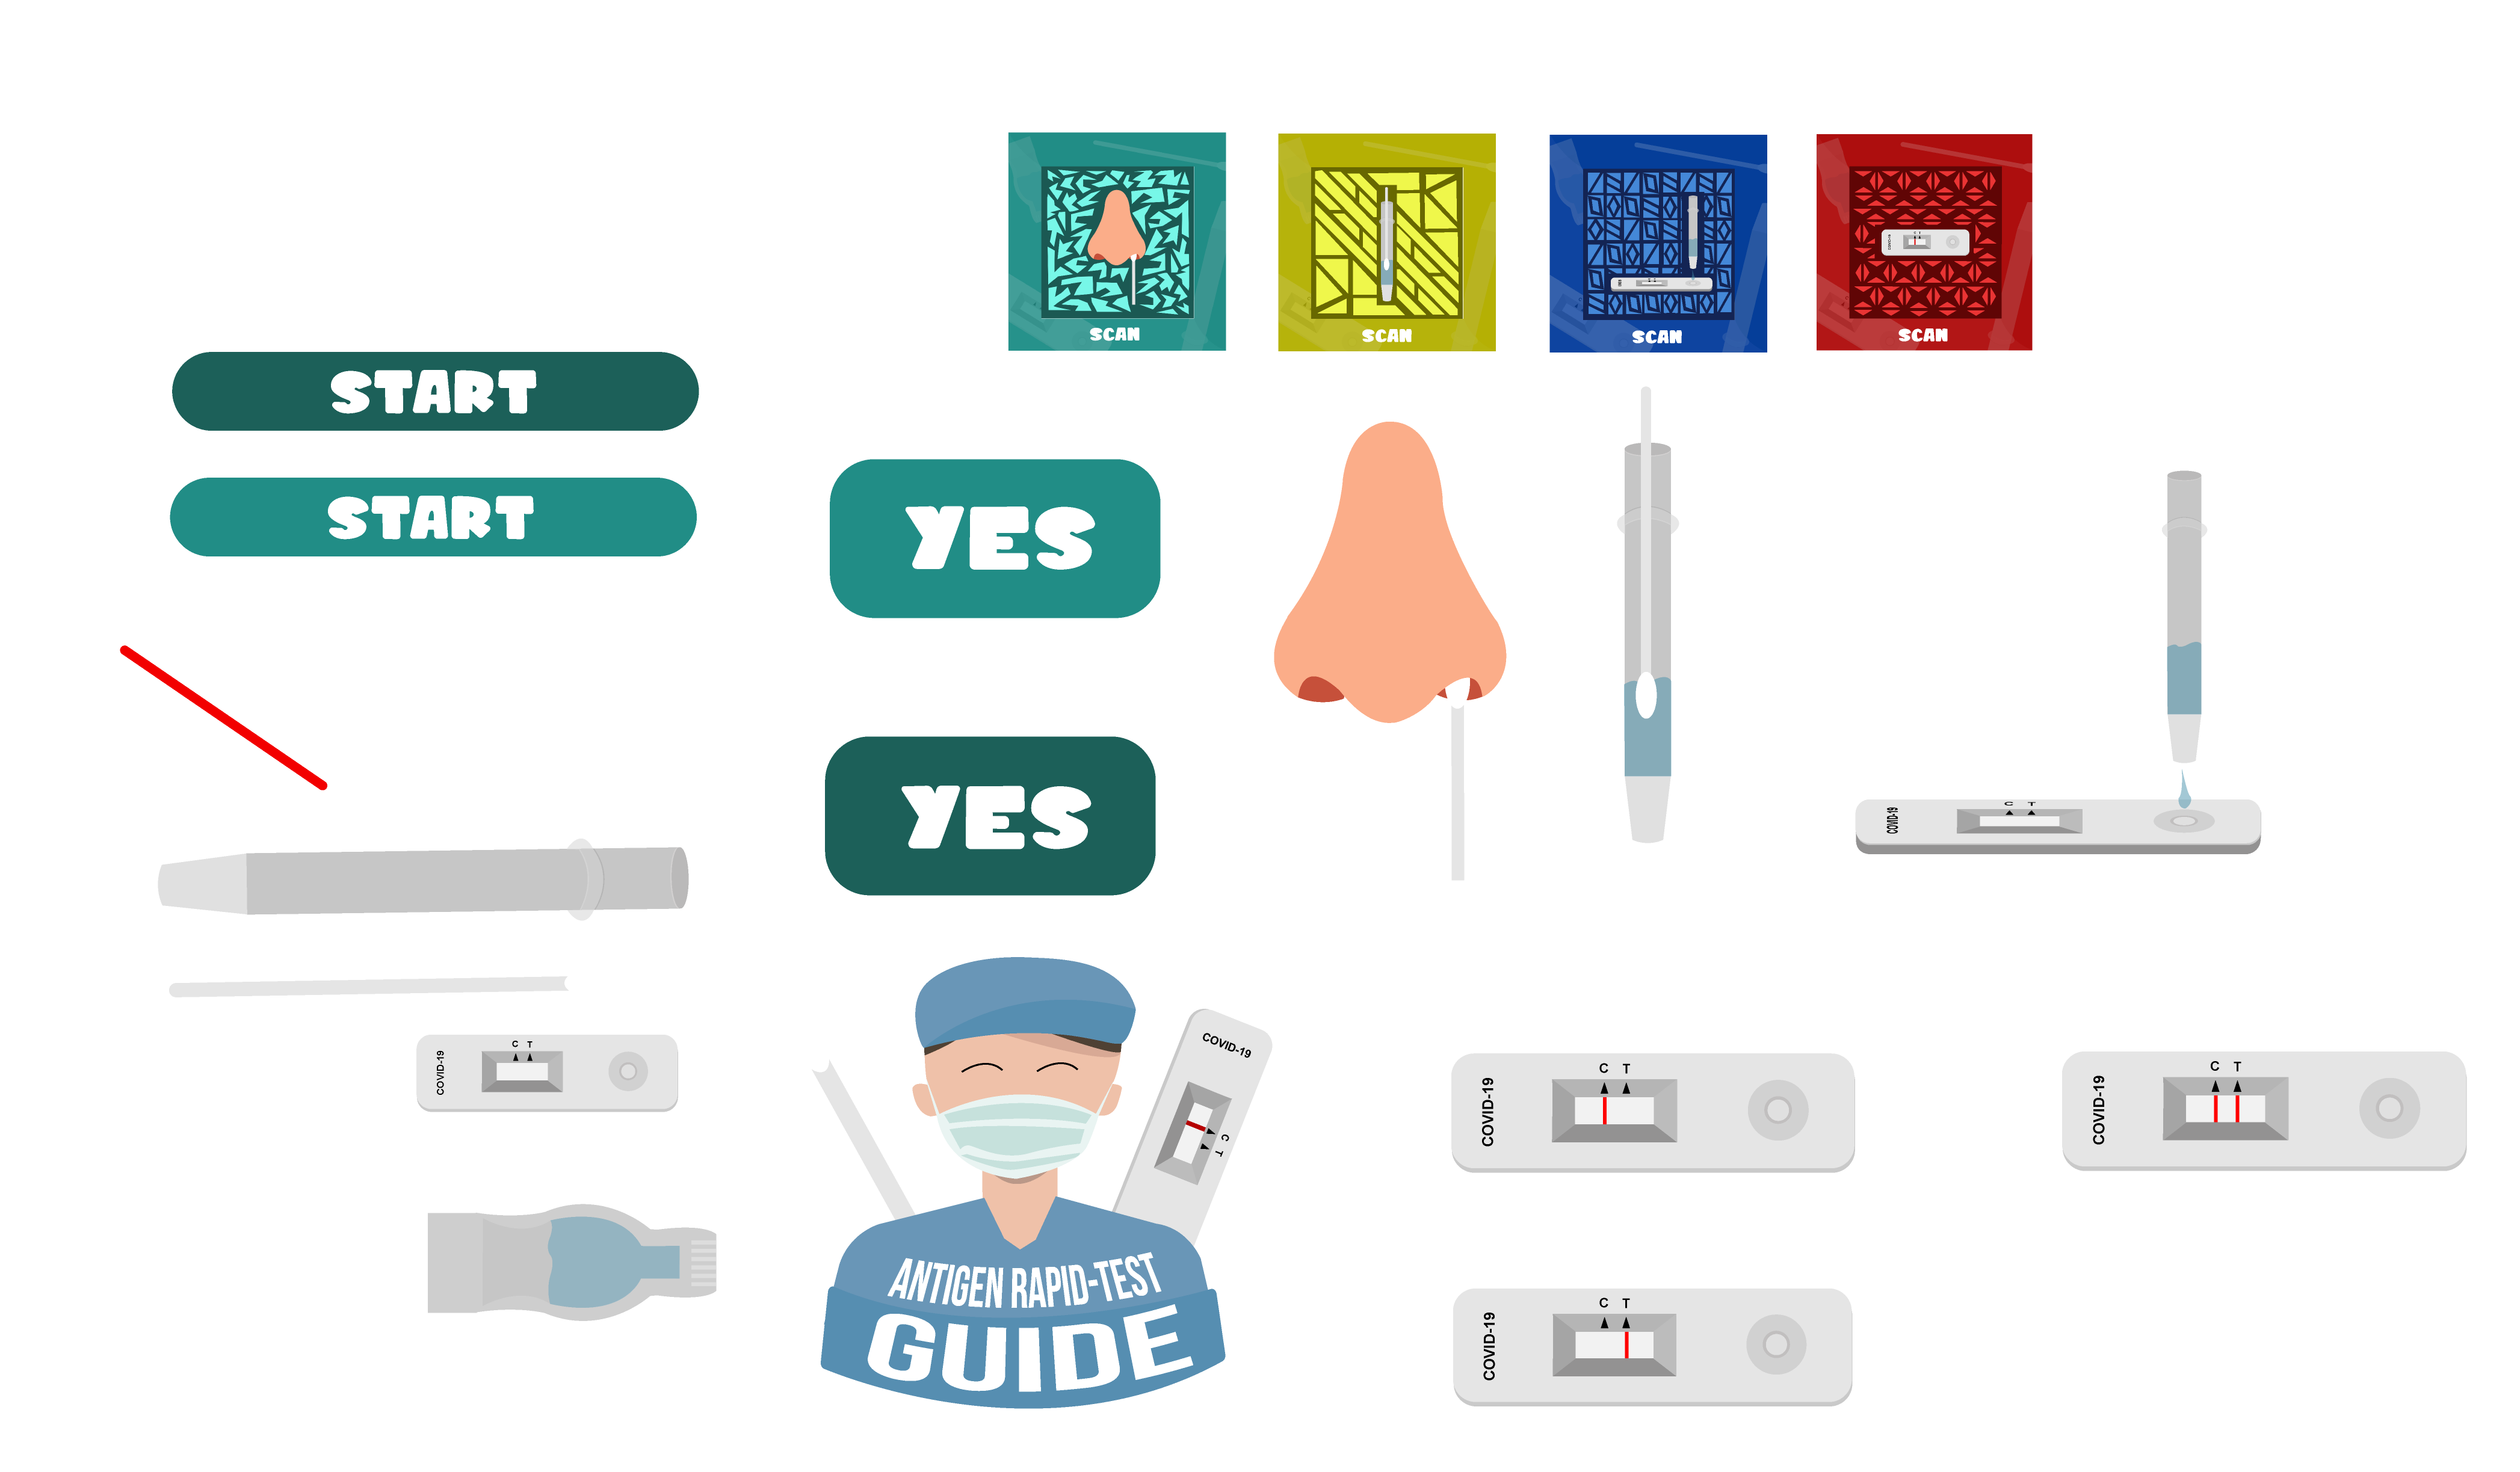 SCAN
SCAN
SCAN
SCAN
START
START
YES
YES
COVID-19
C T
COVID-19
C T
COVID-19
C T
ANTIGEN RAPID-TEST
GUIDE
COVID-19
C T
COVID-19
C T
COVID-19
C T